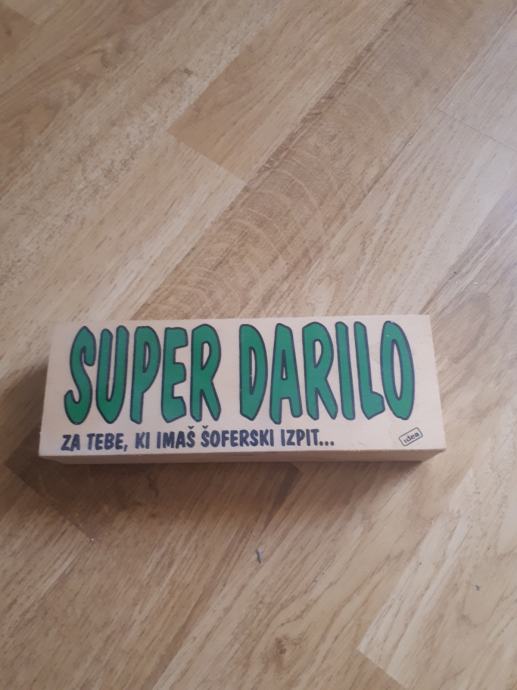 SUPER DARILO
ZA TEBE, KI IMAŠ ŠOFERSKI IZPIT...
idea